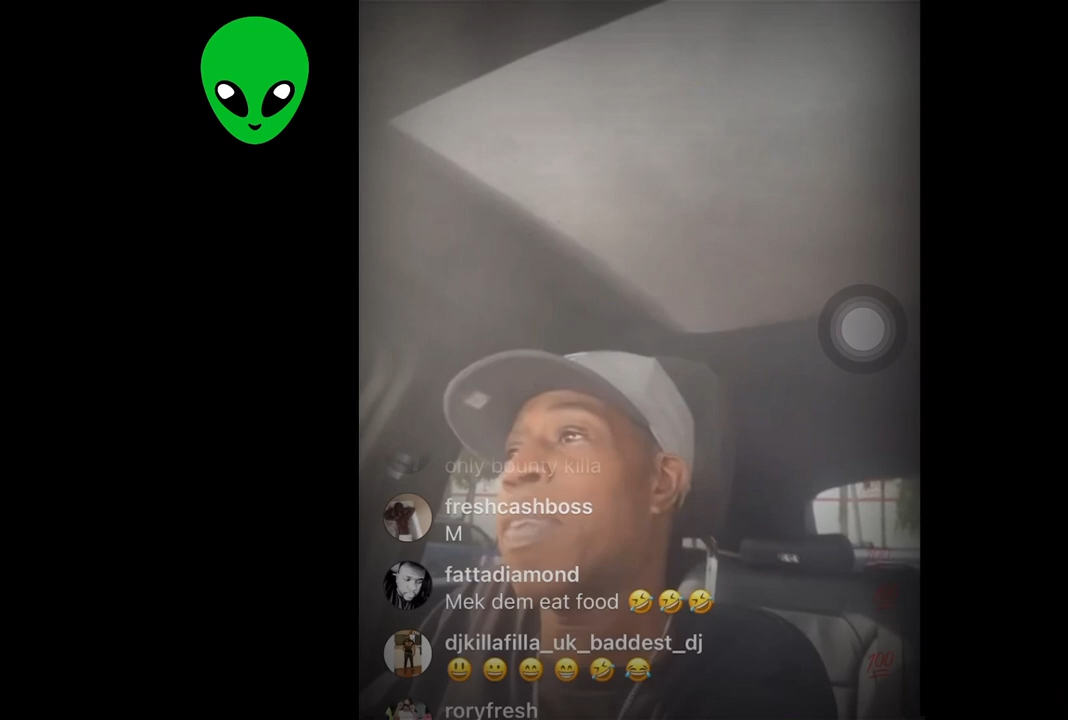 only bounty killa
freshcashboss
M
fattadiamond
Mek dem eat food 🤣🤣🤣
djkillafilla_uk_baddest_dj
😃😀😄😁🤣😂
roryfresh
💯